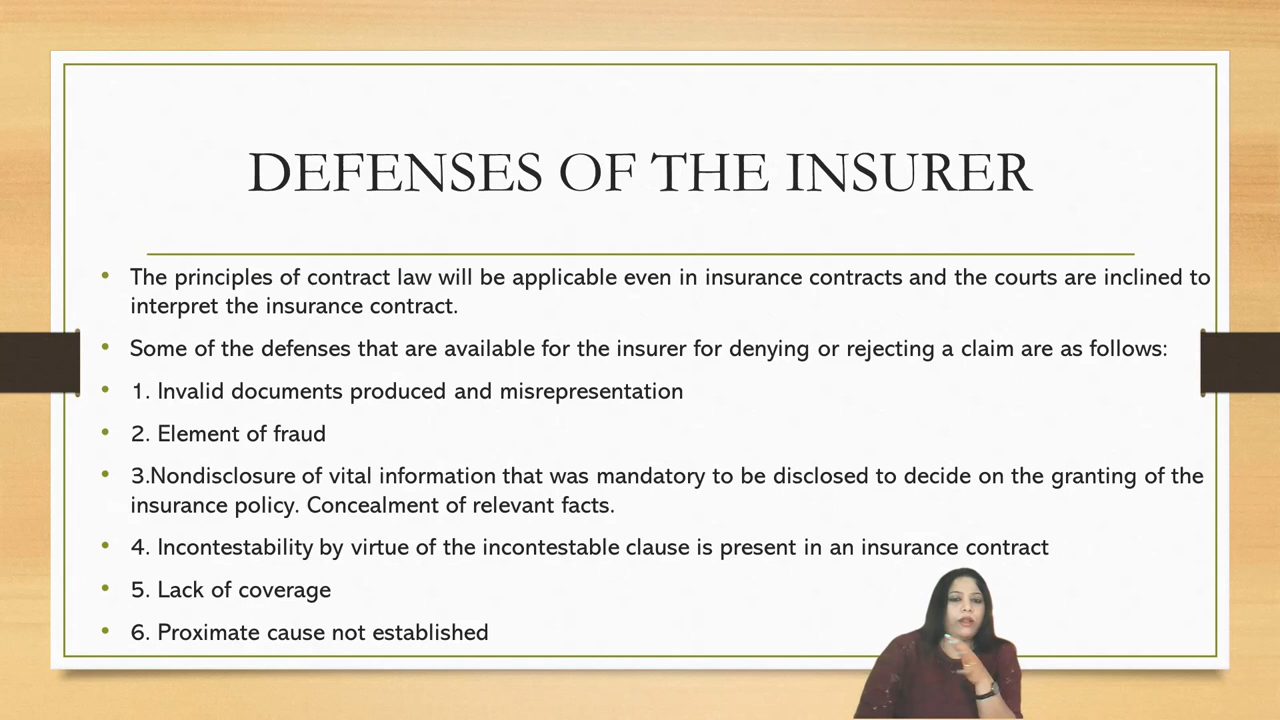 DEFENSES OF THE INSURER
• The principles of contract law will be applicable even in insurance contracts and the courts are inclined to
interpret the insurance contract.
• Some of the defenses that are available for the insurer for denying or rejecting a claim are as follows:
• 1. Invalid documents produced and misrepresentation
• 2. Element of fraud
• 3.Nondisclosure of vital information that was mandatory to be disclosed to decide on the granting of the
insurance policy. Concealment of relevant facts.
• 4. Incontestability by virtue of the incontestable clause is present in an insurance contract
• 5. Lack of coverage
• 6. Proximate cause not established